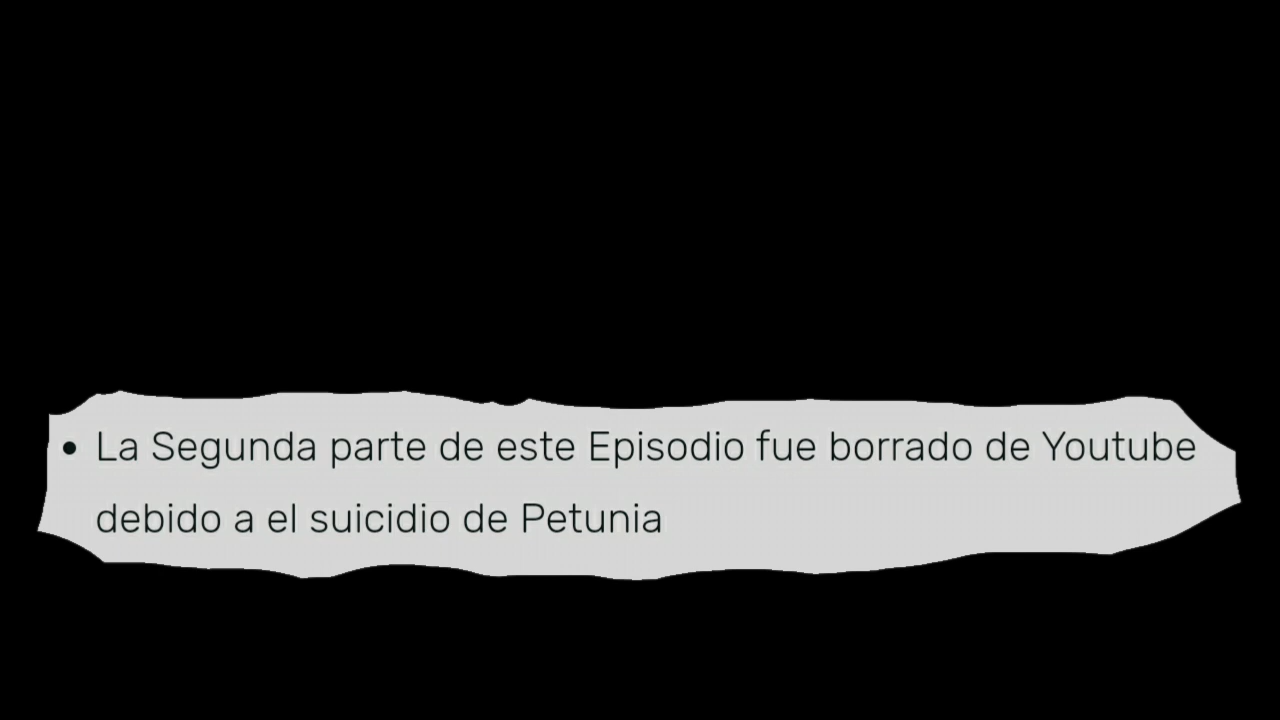 • La Segunda parte de este Episodio fue borrado de Youtube
debido a el suicidio de Petunia